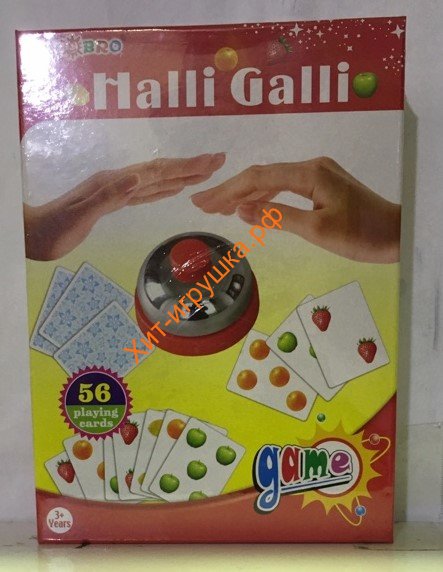 BRO
Halli Galli
Хит-игрушка.рф
56
playing
cards
game
3+
Years